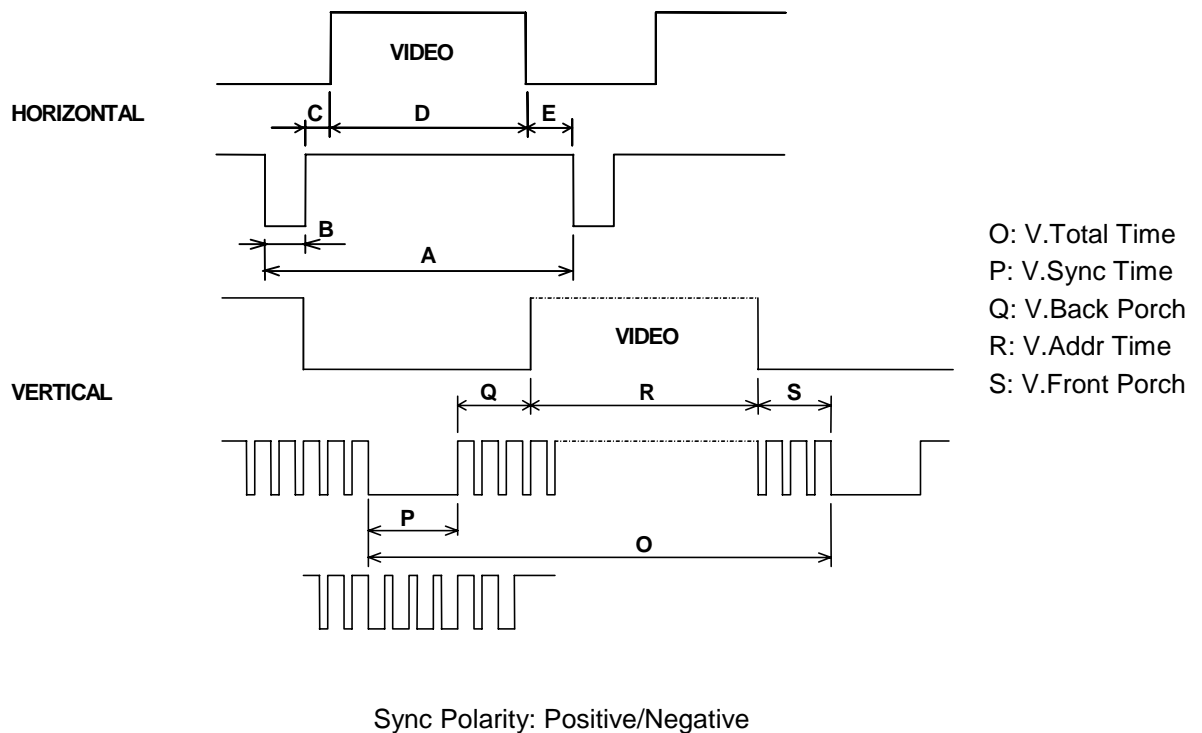 VIDEO
HORIZONTAL
C D E
B
A
O: V.Total Time
P: V.Sync Time
Q: V.Back Porch
R: V.Addr Time
S: V.Front Porch
VIDEO
VERTICAL
Q R S
P
O
Sync Polarity: Positive/Negative